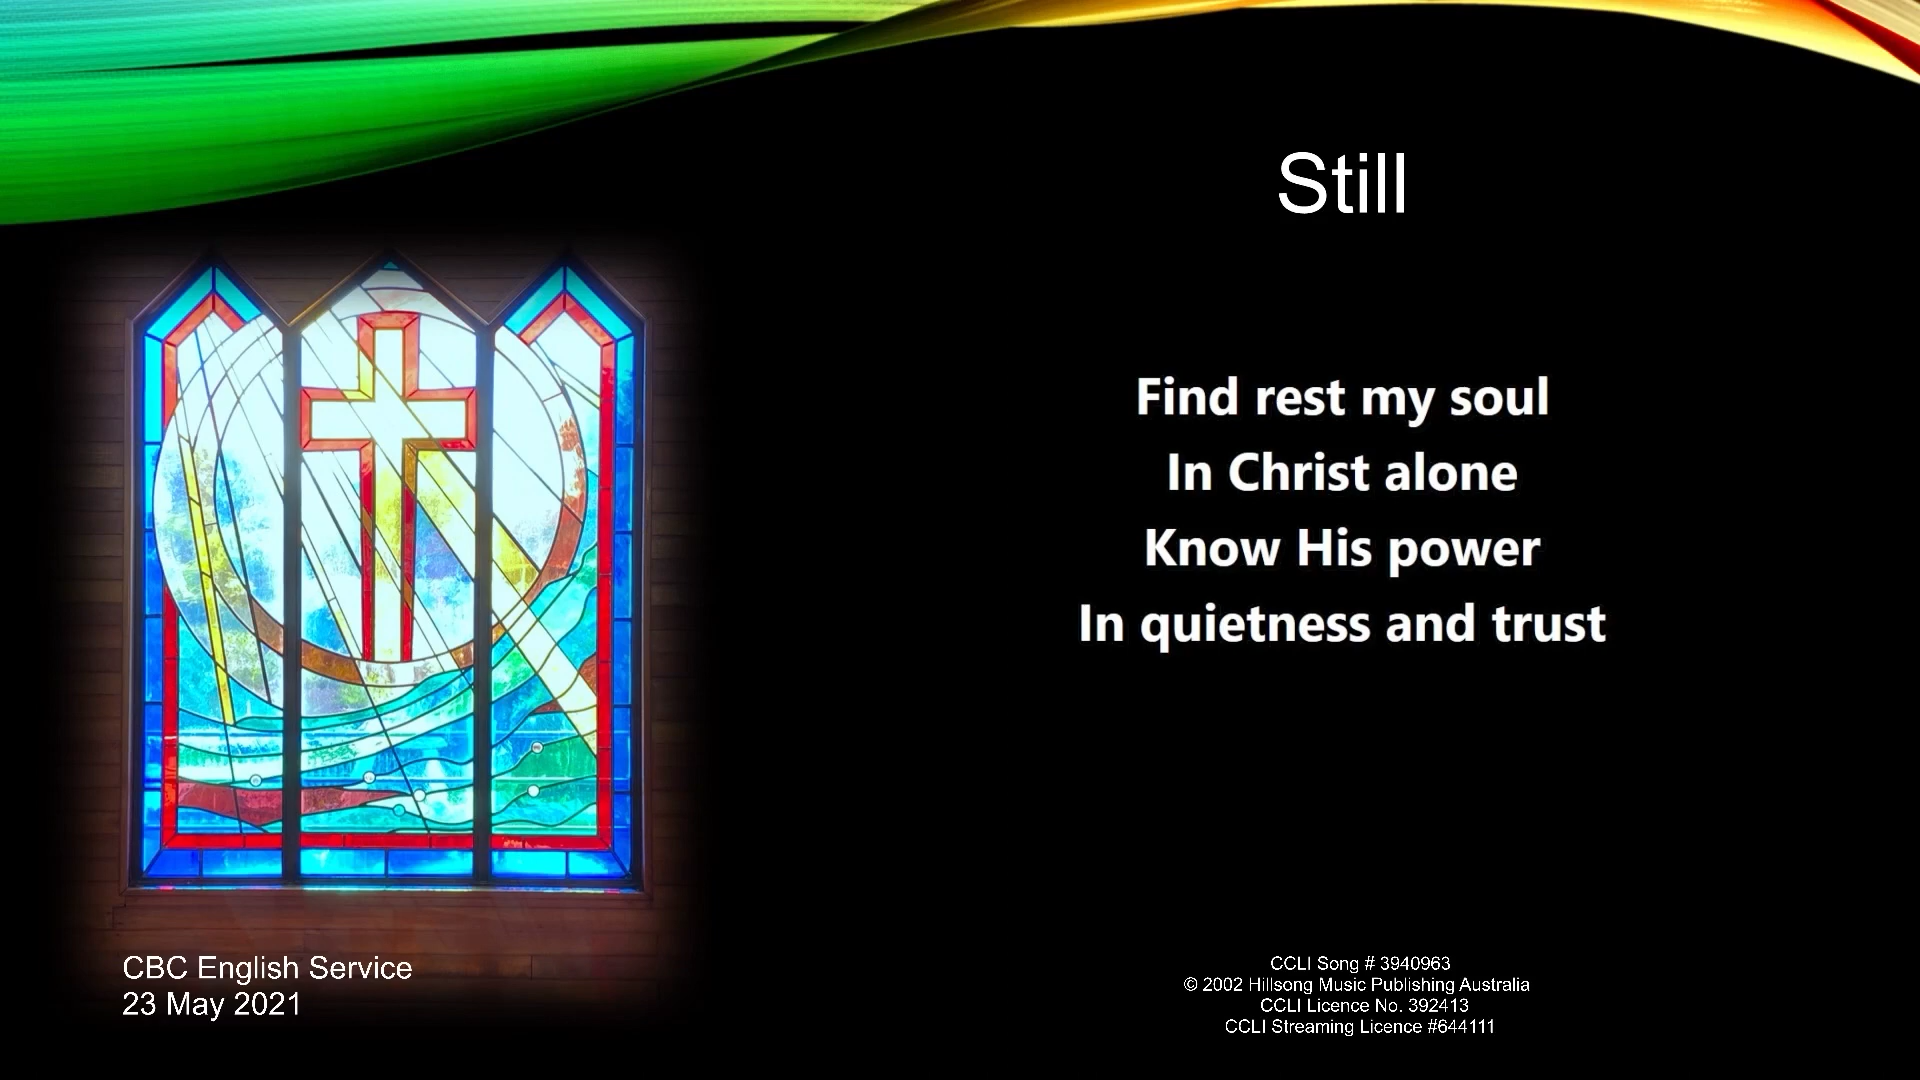 Still
Find rest my soul
In Christ alone
Know His power
In quietness and trust
CBC English Service
23 May 2021
CCLI Song # 3940963
© 2002 Hillsong Music Publishing Australia
CCLI Licence No. 392413
CCLI Streaming Licence #644111